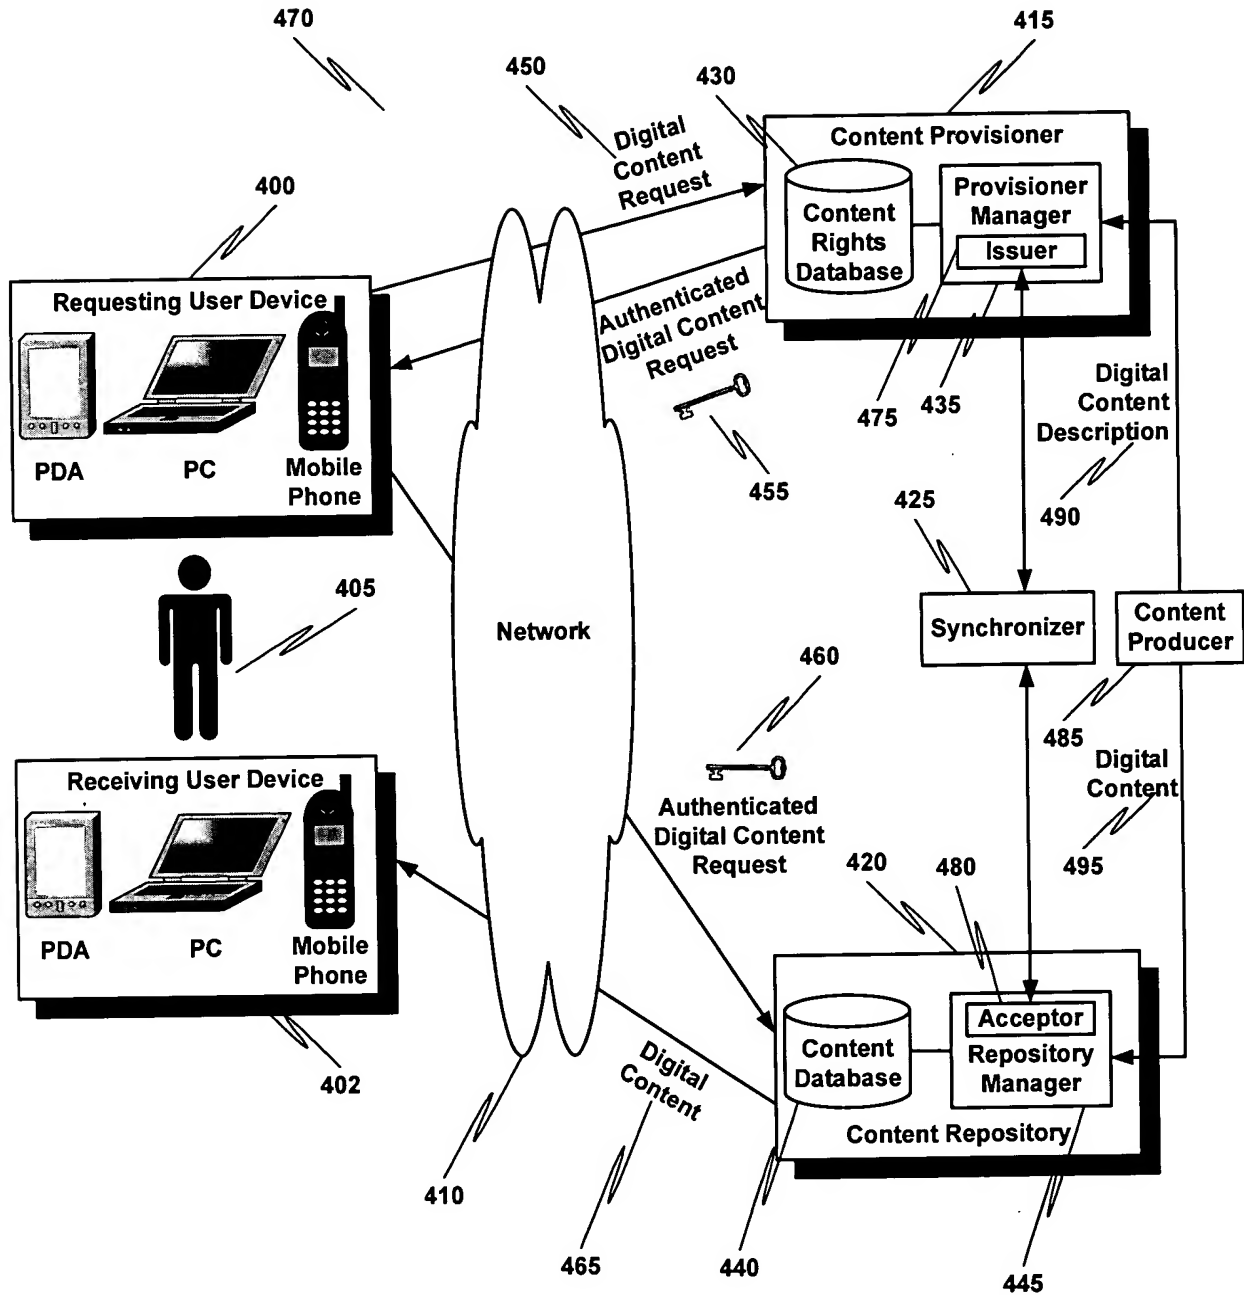 470
415
450
430
Digital
Content
Request
Content Provisioner
400
Content
Rights
Database
Provisioner
Manager
Issuer
Requesting User Device
PDA
PC
Mobile
Phone
Authenticated
Digital Content
Request
475
435
455
Digital
Content
Description
490
425
405
Network
Synchronizer
Content
Producer
460
485
Receiving User Device
PDA
PC
Mobile
Phone
Authenticated
Digital Content
Request
Digital
Content
495
420
480
402
Content
Database
Acceptor
Repository
Manager
Content Repository
Digital
Content
410
465
440
445